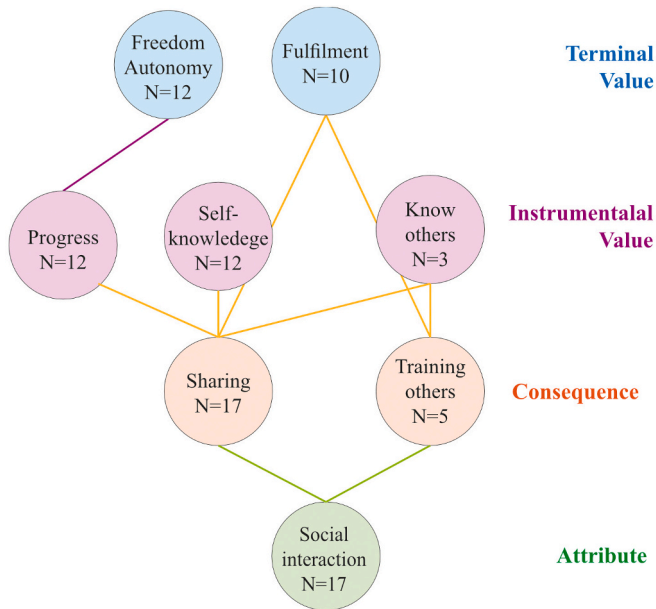 Freedom
Autonomy
N=12
Fulfilment
N=10
Terminal
Value
Progress
N=12
Self-
knowledege
N=12
Know
others
N=3
Instrumentalal
Value
Sharing
N=17
Training
others
N=5
Consequence
Social
interaction
N=17
Attribute